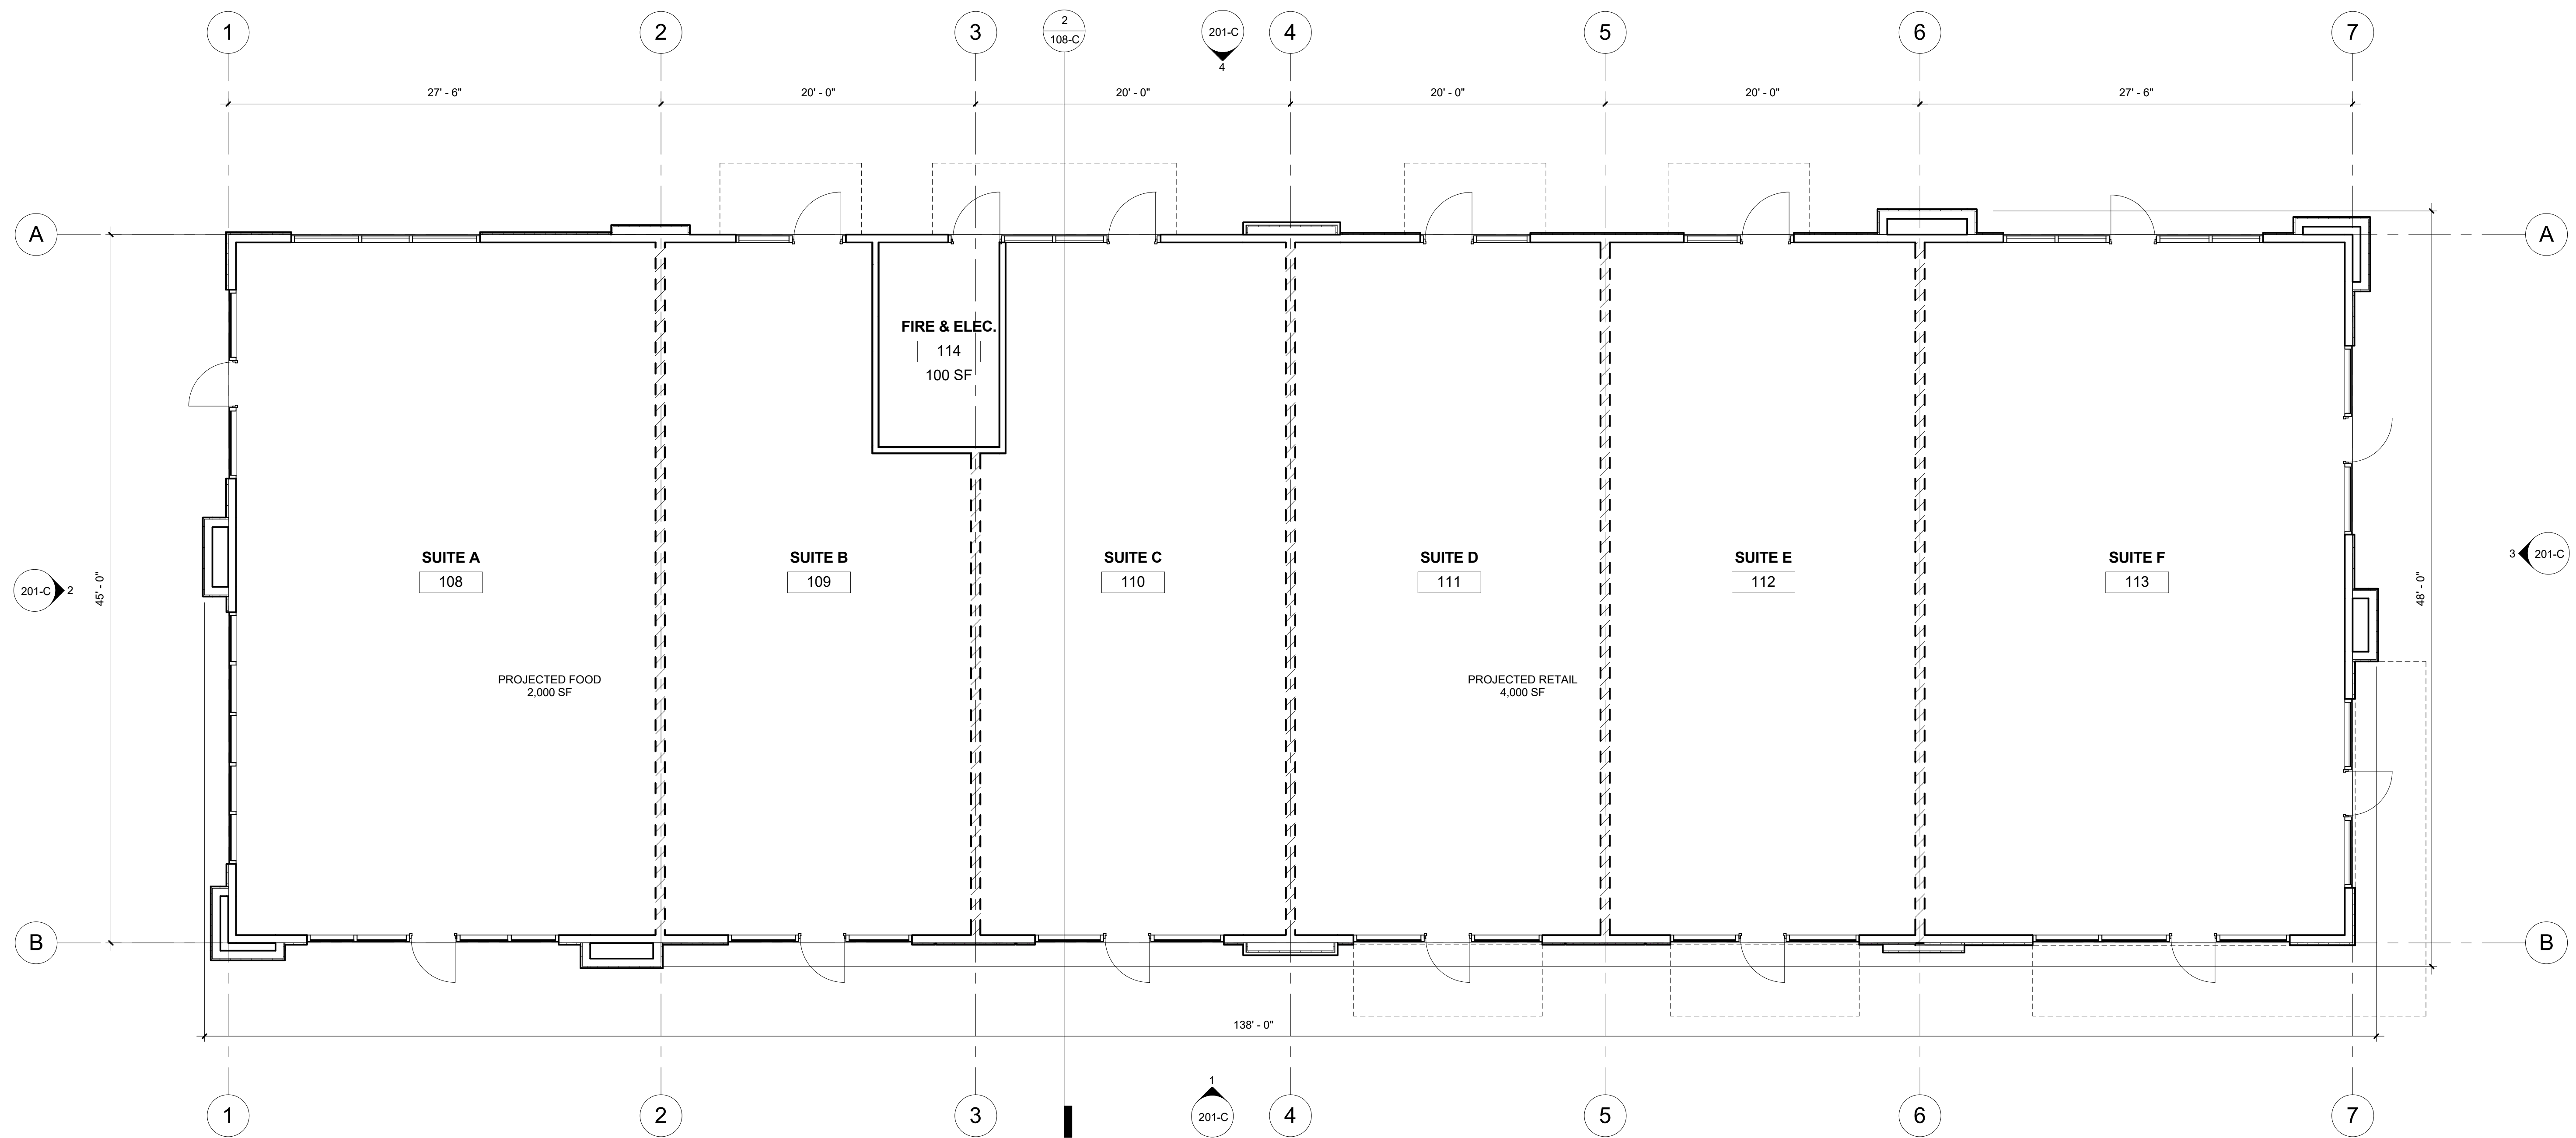 1
2
3
2
108-C
201-C
4
4
5
6
7
27' - 6"
20' - 0"
20' - 0"
20' - 0"
20' - 0"
27' - 6"
A
A
FIRE & ELEC.
114
100 SF
SUITE A
108
SUITE B
109
SUITE C
110
SUITE D
111
SUITE E
112
SUITE F
113
201-C
2
45' - 0"
48' - 0"
3
201-C
PROJECTED FOOD
2,000 SF
PROJECTED RETAIL
4,000 SF
B
B
138' - 0"
1
2
3
1
201-C
4
5
6
7